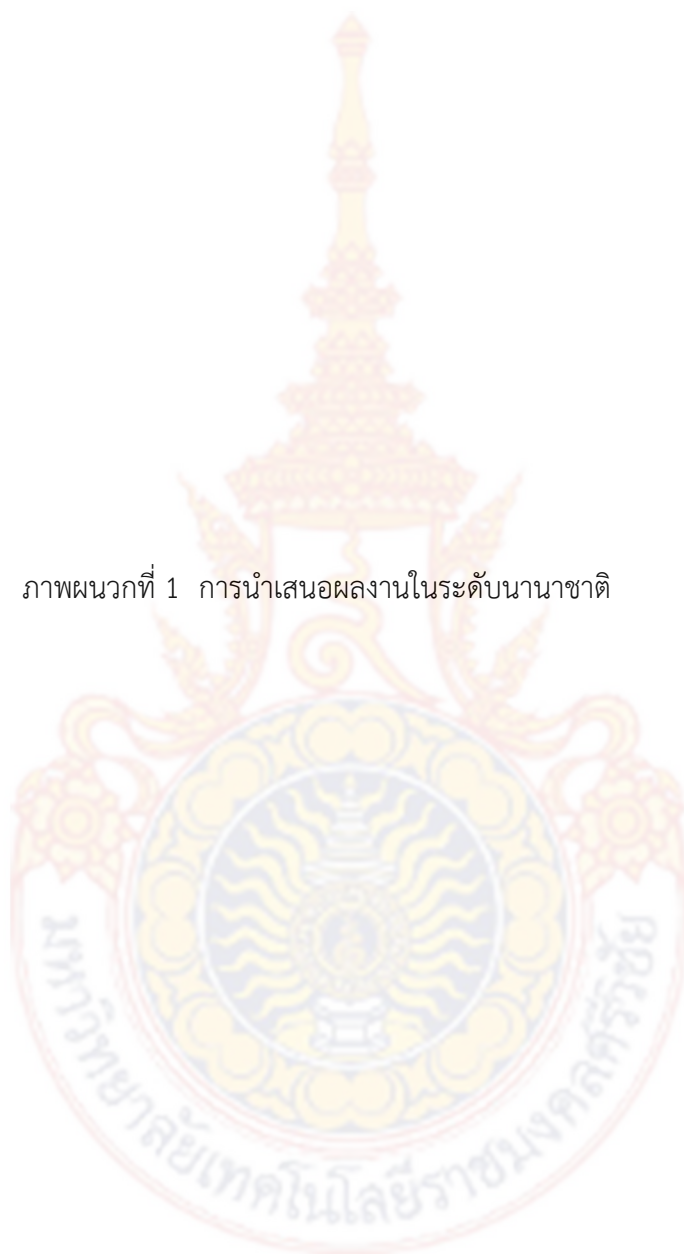 ภาพผนวกที่ 1 การนำเสนอผลงานในระดับนานาชาติ
มหาวิทยาลัยเทคโนโลยีราชมงคลศรีวิชัย